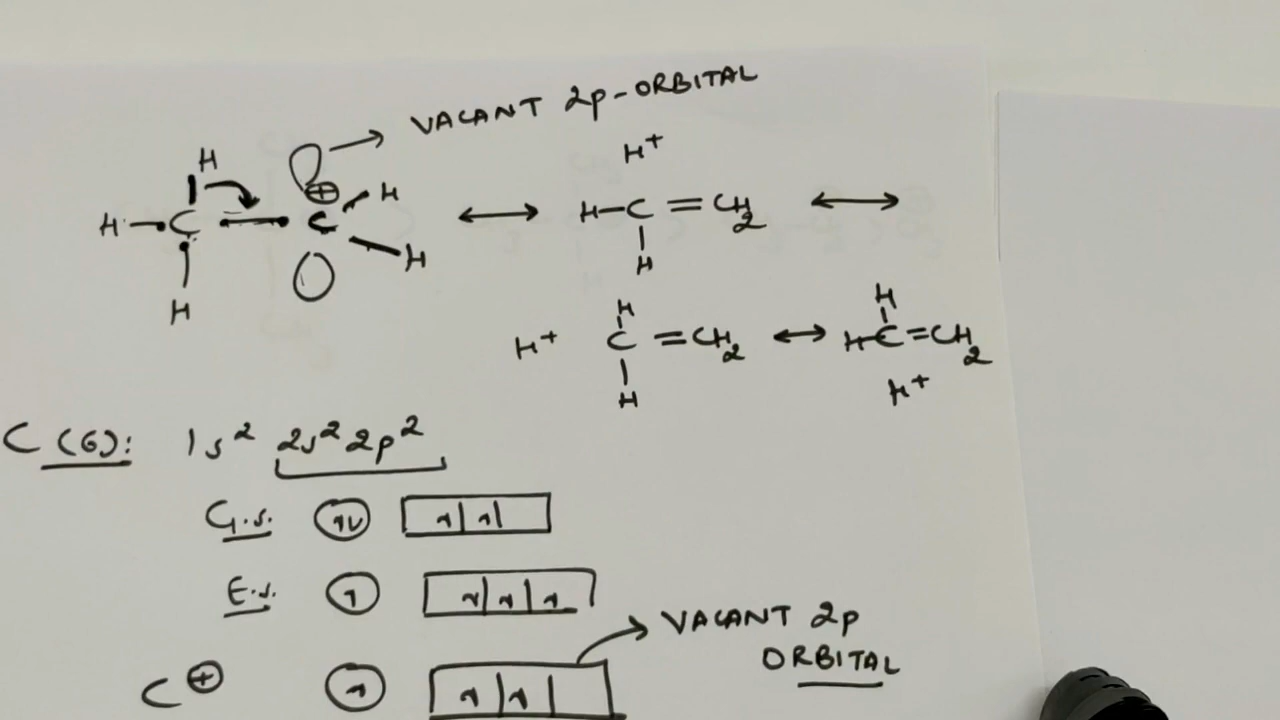 VACANT 2p-ORBITAL
H H⁺
H-C-C⊕ H ↔ H-C=CH₂ ↔
H H
H
H H
H⁺ C=CH₂ ↔ H-C=CH₂
H H⁺
C(6): 1s² 2s² 2p²
G.s. ↿⇂ ↿|↿|
E.s. ↿ ↿|↿|↿
VACANT 2p
ORBITAL
C⊕ ↿ ↿|↿|